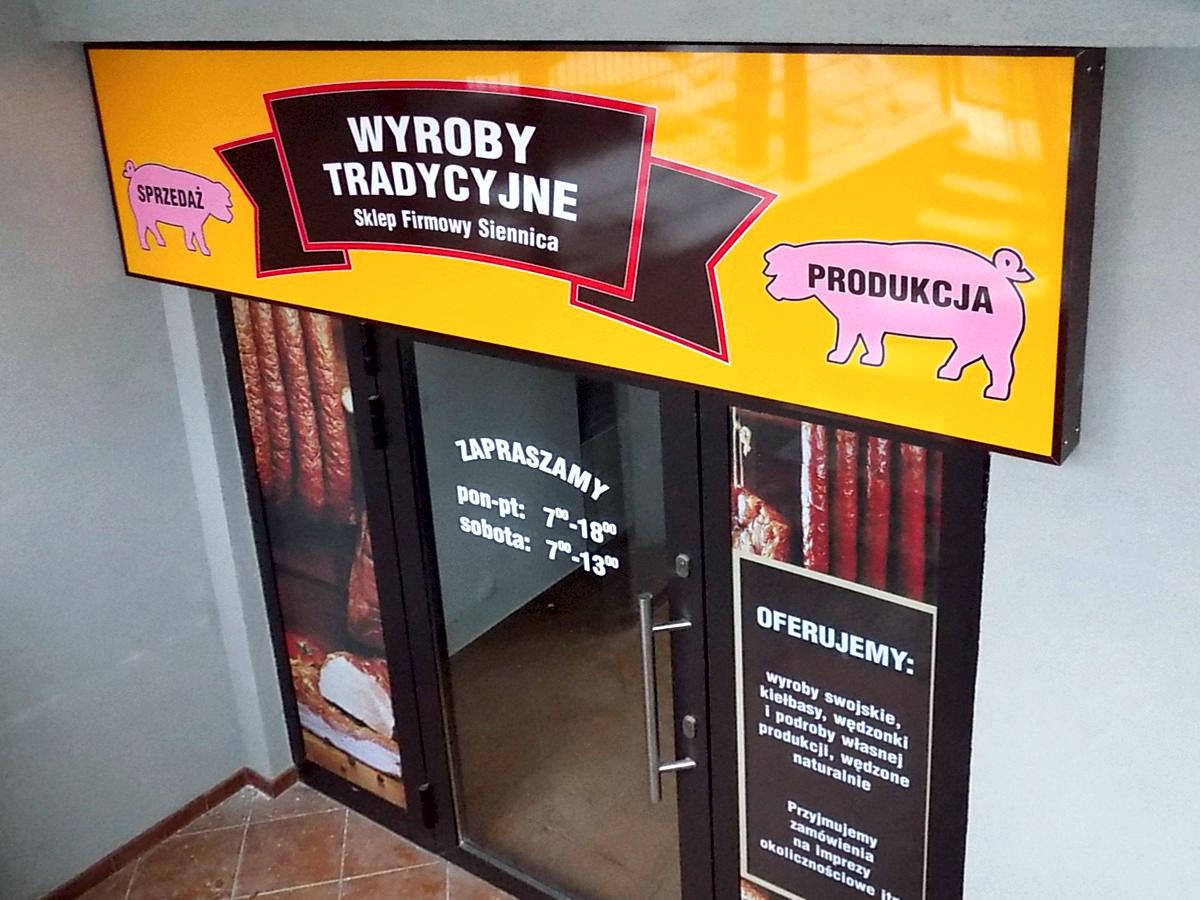 WYROBY
TRADYCYJNE
Sklep Firmowy Siennica
SPRZEDAŻ
PRODUKCJA
ZAPRASZAMY
pon-pt: 7⁰⁰-18⁰⁰
sobota: 7⁰⁰-13⁰⁰
OFERUJEMY:
wyroby swojskie,
kiełbasy, wędzonki
i podroby własnej
produkcji, wędzone
naturalnie
Przyjmujemy
zamówienia
na imprezy
okolicznościowe